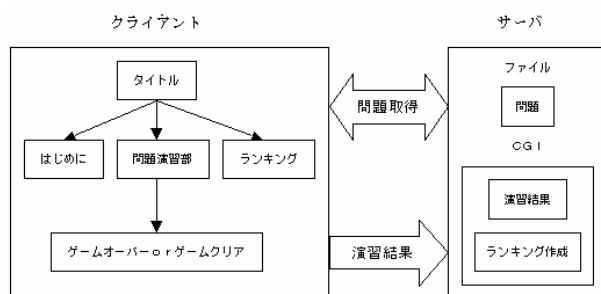 クライアント
サーバ
タイトル
はじめに
問題演習部
ランキング
ゲームオーバーorゲームクリア
問題取得
演習結果
ファイル
問題
CGI
演習結果
ランキング作成